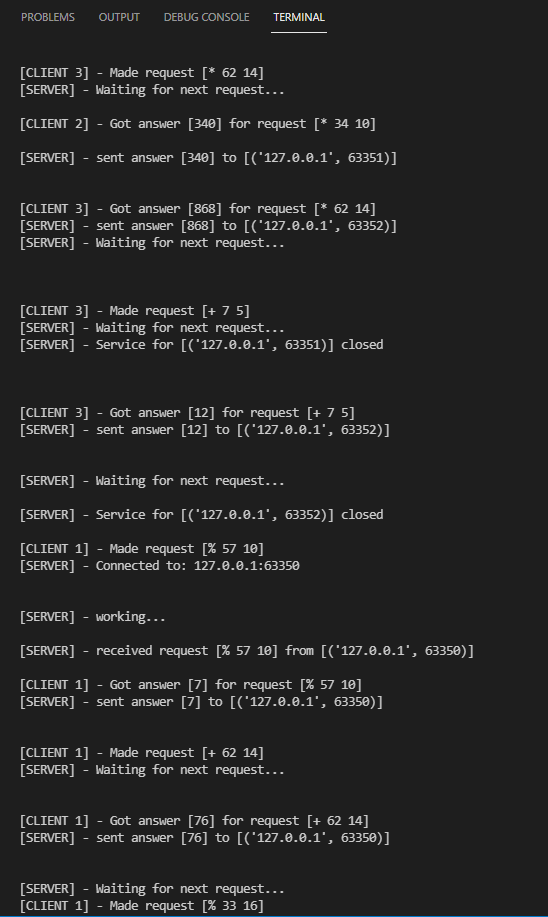 PROBLEMS OUTPUT DEBUG CONSOLE TERMINAL
[CLIENT 3] - Made request [* 62 14]
[SERVER] - Waiting for next request...
[CLIENT 2] - Got answer [340] for request [* 34 10]
[SERVER] - sent answer [340] to [('127.0.0.1', 63351)]
[CLIENT 3] - Got answer [868] for request [* 62 14]
[SERVER] - sent answer [868] to [('127.0.0.1', 63352)]
[SERVER] - Waiting for next request...
[CLIENT 3] - Made request [+ 7 5]
[SERVER] - Waiting for next request...
[SERVER] - Service for [('127.0.0.1', 63351)] closed
[CLIENT 3] - Got answer [12] for request [+ 7 5]
[SERVER] - sent answer [12] to [('127.0.0.1', 63352)]
[SERVER] - Waiting for next request...
[SERVER] - Service for [('127.0.0.1', 63352)] closed
[CLIENT 1] - Made request [% 57 10]
[SERVER] - Connected to: 127.0.0.1:63350
[SERVER] - working...
[SERVER] - received request [% 57 10] from [('127.0.0.1', 63350)]
[CLIENT 1] - Got answer [7] for request [% 57 10]
[SERVER] - sent answer [7] to [('127.0.0.1', 63350)]
[CLIENT 1] - Made request [+ 62 14]
[SERVER] - Waiting for next request...
[CLIENT 1] - Got answer [76] for request [+ 62 14]
[SERVER] - sent answer [76] to [('127.0.0.1', 63350)]
[SERVER] - Waiting for next request...
[CLIENT 1] - Made request [% 33 16]